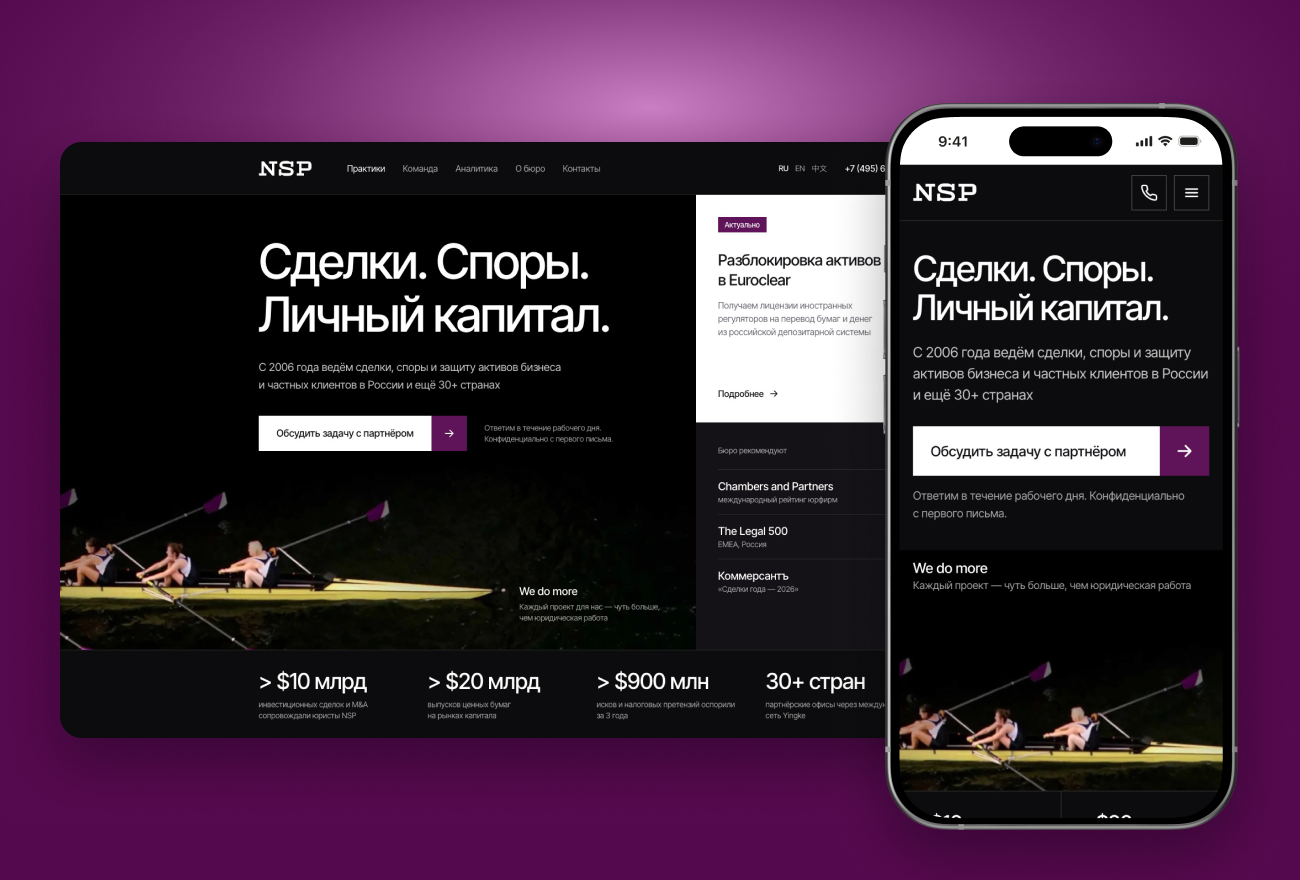 NSP
Практики Команда Аналитика О бюро Контакты
RU EN 中文 +7 (495) 6
Сделки. Споры.
Личный капитал.
С 2006 года ведём сделки, споры и защиту активов бизнеса
и частных клиентов в России и ещё 30+ странах
Обсудить задачу с партнёром →
Ответим в течение рабочего дня.
Конфиденциально с первого письма.
We do more
Каждый проект для нас — чуть больше,
чем юридическая работа
Актуально
Разблокировка активов
в Euroclear
Получаем лицензии иностранных
регуляторов на перевод бумаг и денег
из российской депозитарной системы
Подробнее →
Бюро рекомендуют
Chambers and Partners
международный рейтинг юрфирм
The Legal 500
EMEA, Россия
Коммерсантъ
«Сделки года — 2026»
> $10 млрд
инвестиционных сделок и M&A
сопровождали юристы NSP
> $20 млрд
выпусков ценных бумаг
на рынках капитала
> $900 млн
исков и налоговых претензий оспорили
за 3 года
30+ стран
партнёрские офисы через
сеть Yingke
9:41
NSP
Сделки. Споры.
Личный капитал.
С 2006 года ведём сделки, споры и защиту
активов бизнеса и частных клиентов в России
и ещё 30+ странах
Обсудить задачу с партнёром →
Ответим в течение рабочего дня. Конфиденциально
с первого письма.
We do more
Каждый проект — чуть больше, чем юридическая работа